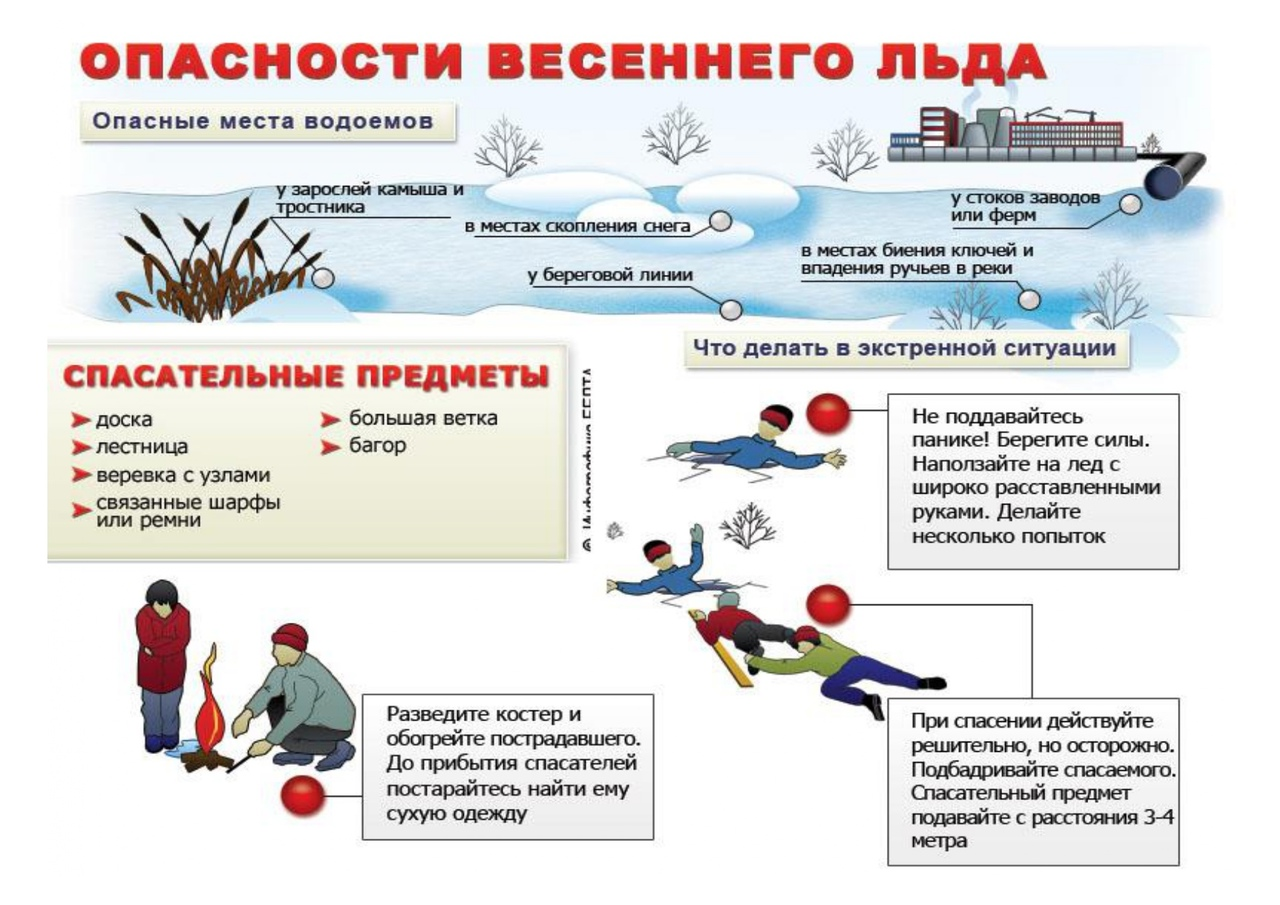 ОПАСНОСТИ ВЕСЕННЕГО ЛЬДА
Опасные места водоемов
у зарослей камыша и
тростника
в местах скопления снега
у стоков заводов
или ферм
у береговой линии
в местах биения ключей и
впадения ручьев в реки
СПАСАТЕЛЬНЫЕ ПРЕДМЕТЫ
доска
лестница
веревка с узлами
связанные шарфы
или ремни
большая ветка
багор
Что делать в экстренной ситуации
Не поддавайтесь
панике! Берегите силы.
Наползайте на лед с
широко расставленными
руками. Делайте
несколько попыток
При спасении действуйте
решительно, но осторожно.
Подбадривайте спасаемого.
Спасательный предмет
подавайте с расстояния 3-4
метра
Разведите костер и
обогрейте пострадавшего.
До прибытия спасателей
постарайтесь найти ему
сухую одежду